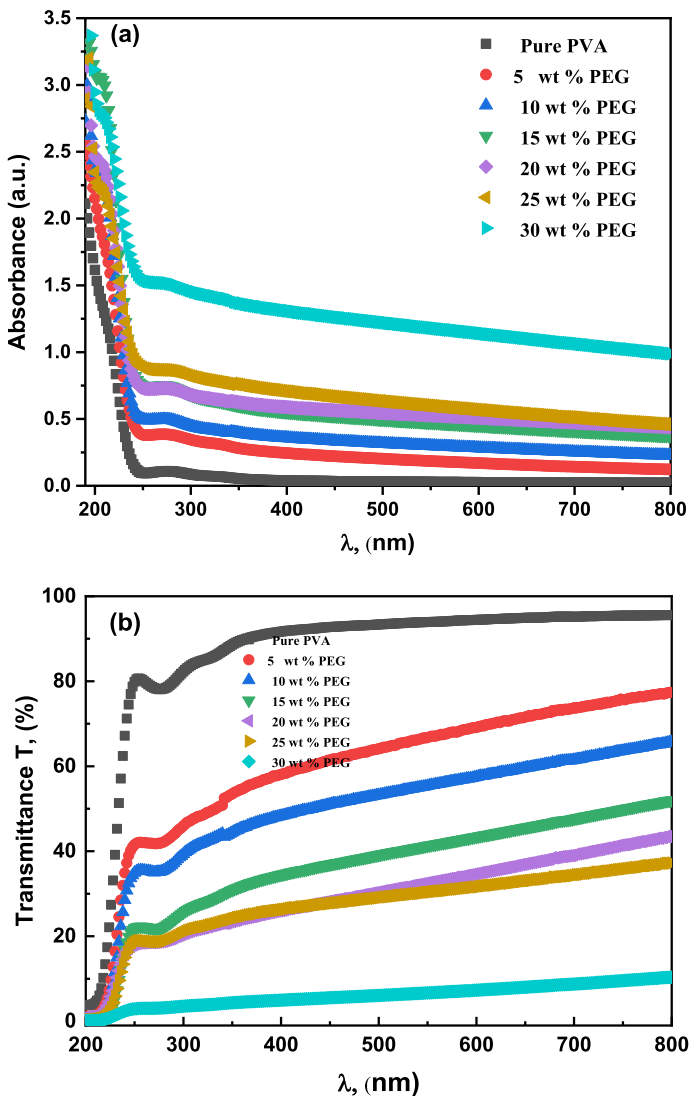 (a)
3.5
3.0
2.5
2.0
1.5
1.0
0.5
0.0
Absorbance (a.u.)
Pure PVA
5 wt % PEG
10 wt % PEG
15 wt % PEG
20 wt % PEG
25 wt % PEG
30 wt % PEG
200 300 400 500 600 700 800
λ, (nm)
(b)
100
80
60
40
20
0
Transmittance T, (%)
Pure PVA
5 wt % PEG
10 wt % PEG
15 wt % PEG
20 wt % PEG
25 wt % PEG
30 wt % PEG
200 300 400 500 600 700 800
λ, (nm)